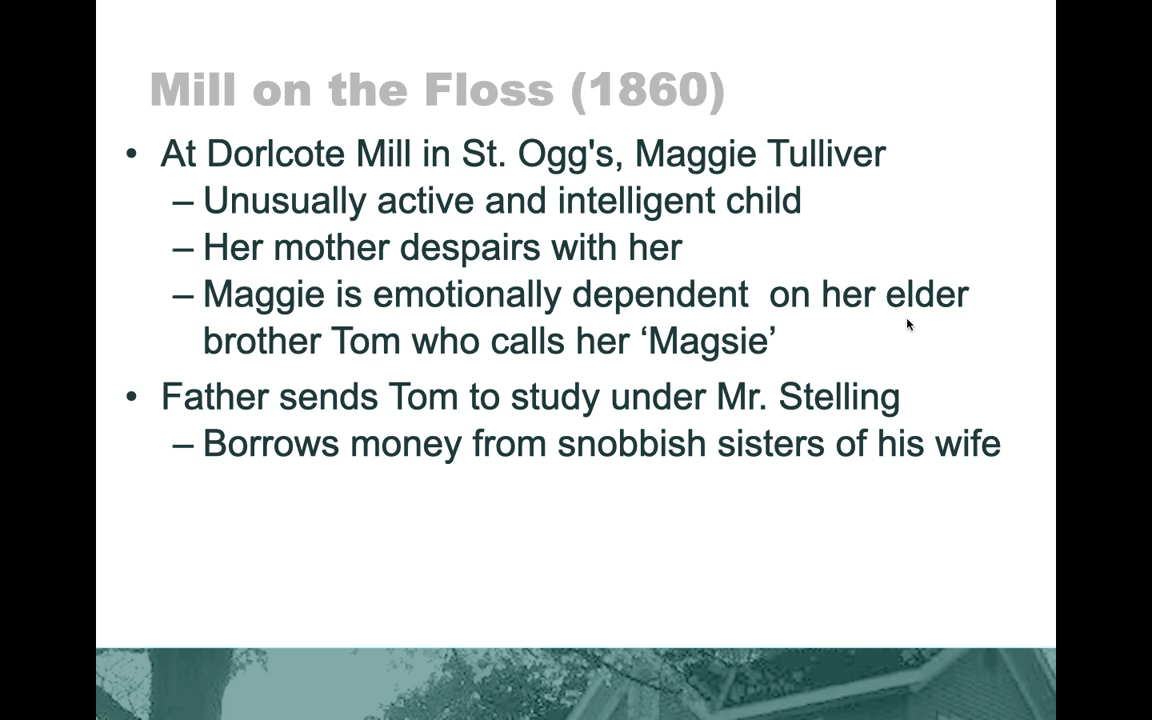 Mill on the Floss (1860)
• At Dorlcote Mill in St. Ogg's, Maggie Tulliver
– Unusually active and intelligent child
– Her mother despairs with her
– Maggie is emotionally dependent  on her elder
brother Tom who calls her ‘Magsie’
• Father sends Tom to study under Mr. Stelling
– Borrows money from snobbish sisters of his wife